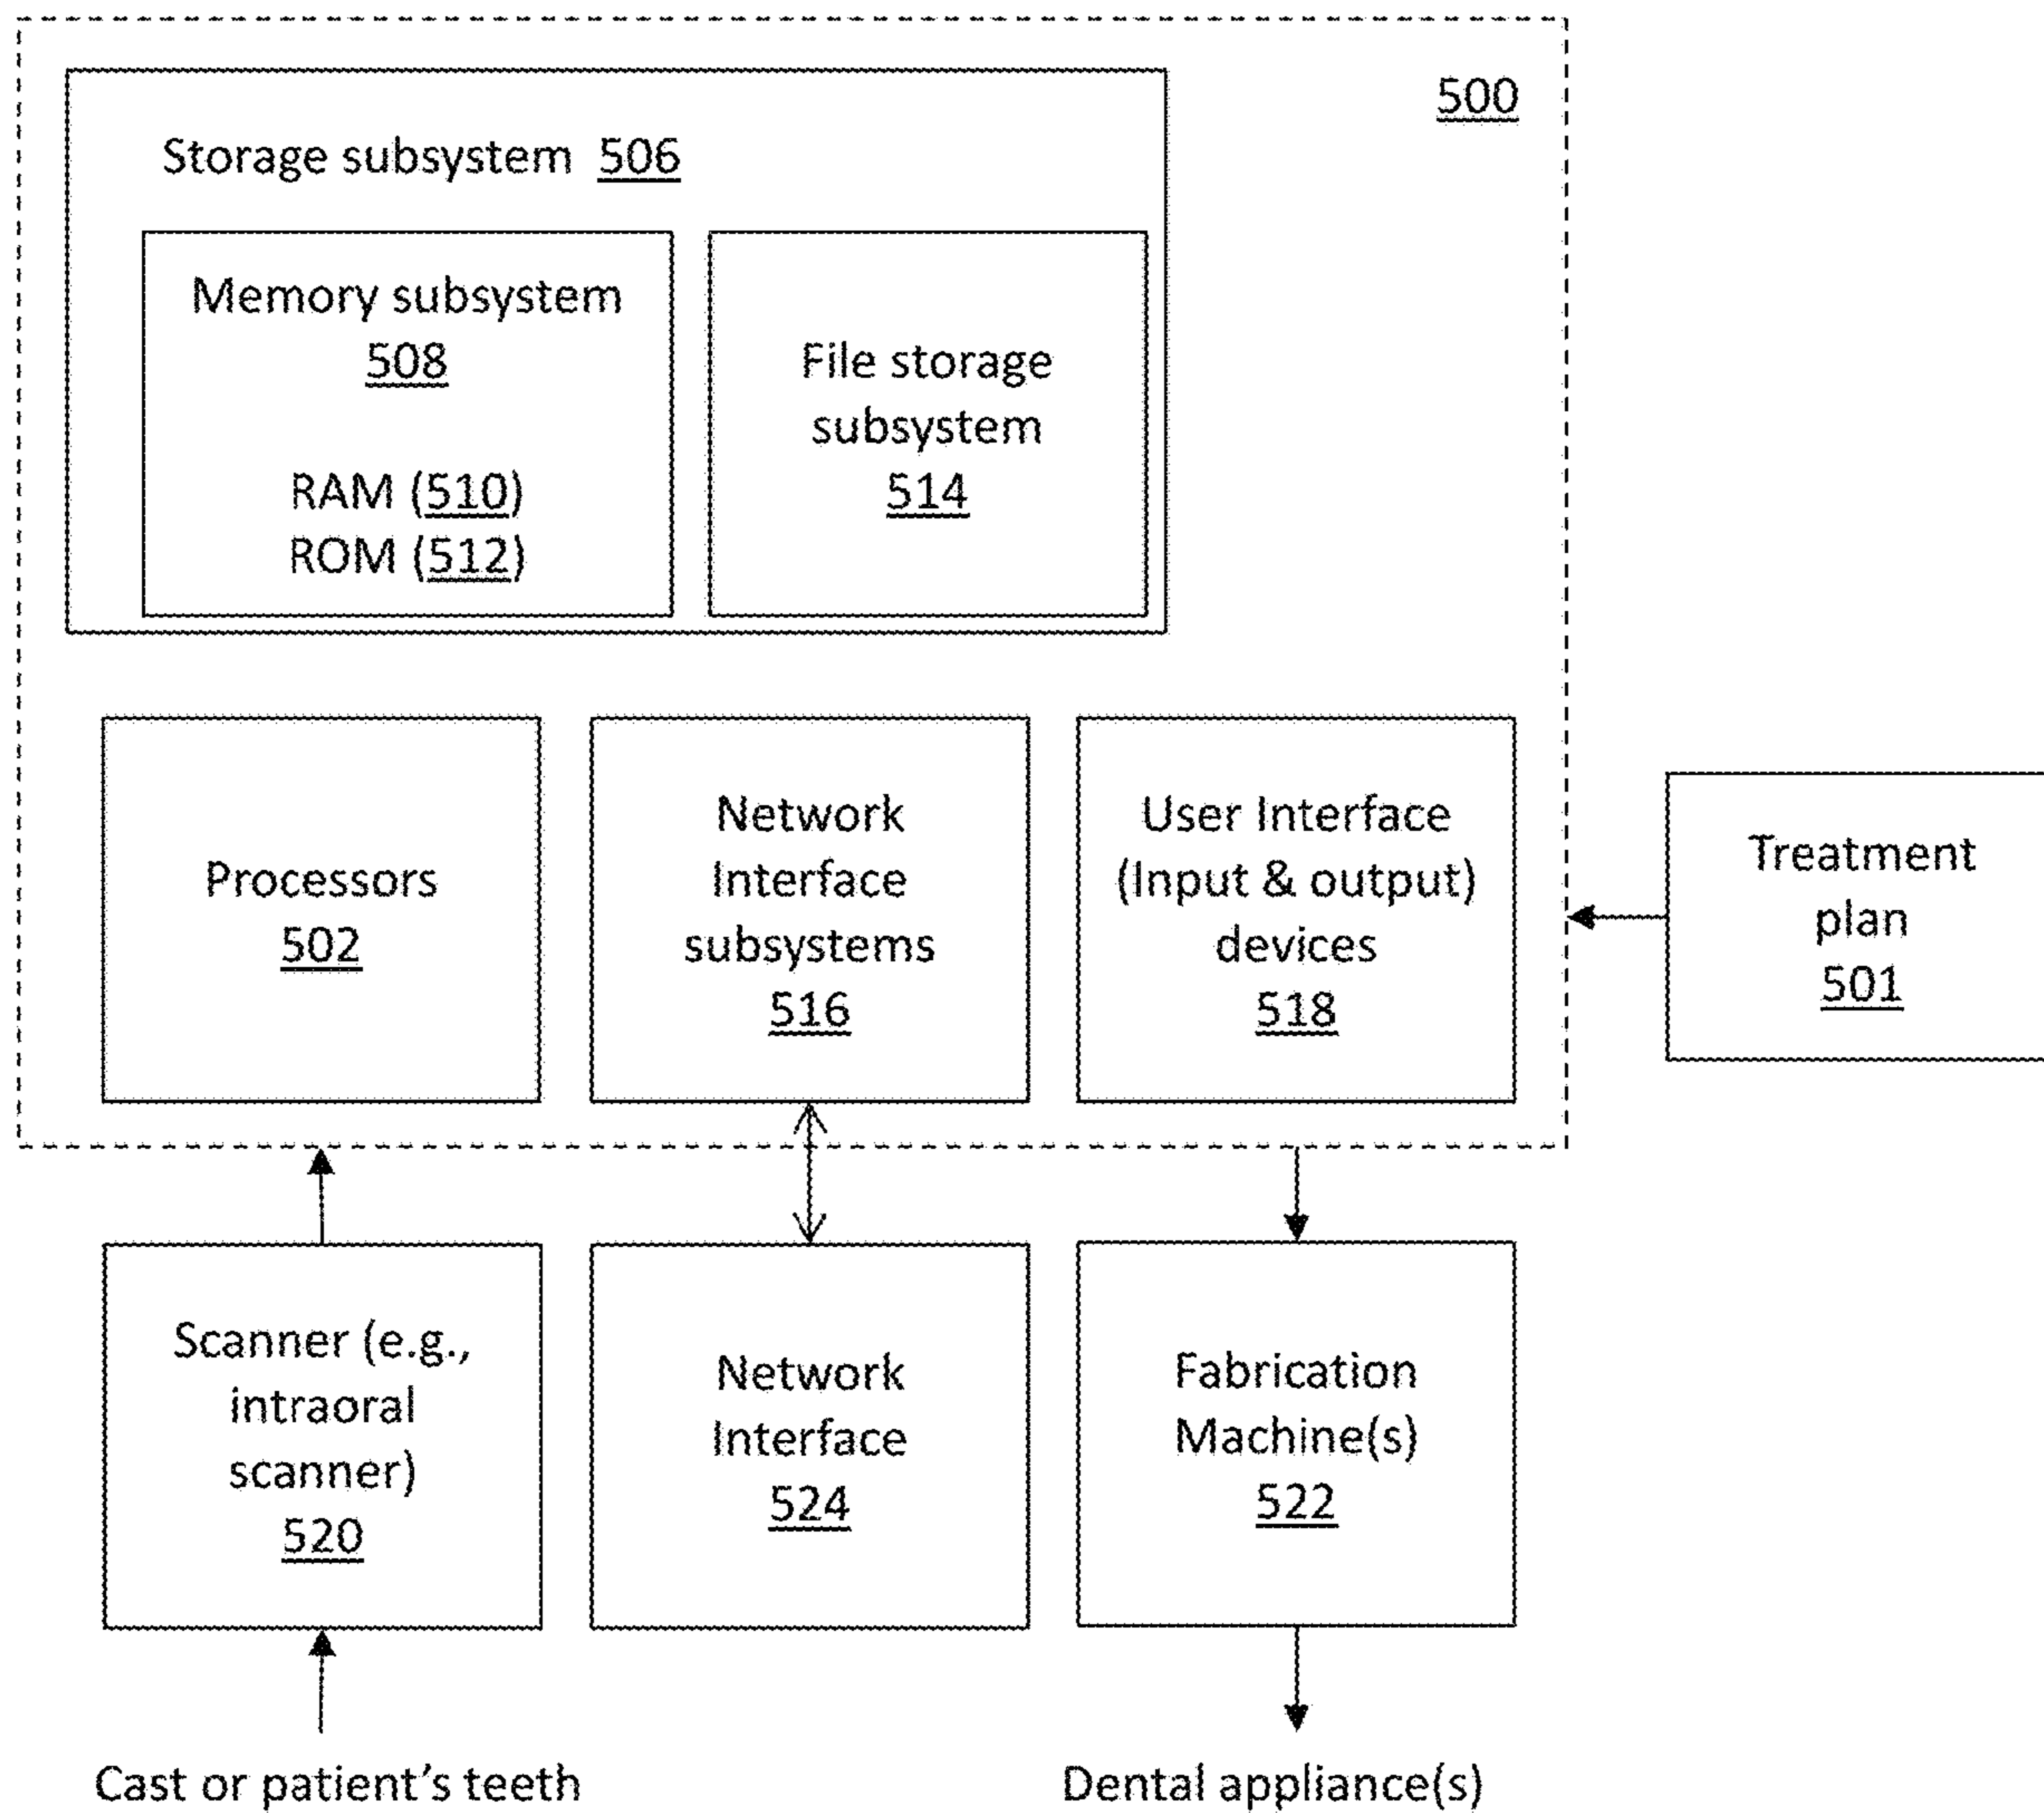 500
Storage subsystem 506
Memory subsystem
508
RAM (510)
ROM (512)
File storage
subsystem
514
Processors
502
Network
Interface
subsystems
516
User Interface
(Input & output)
devices
518
Treatment
plan
501
Scanner (e.g.,
intraoral
scanner)
520
Network
Interface
524
Fabrication
Machine(s)
522
Cast or patient's teeth
Dental appliance(s)